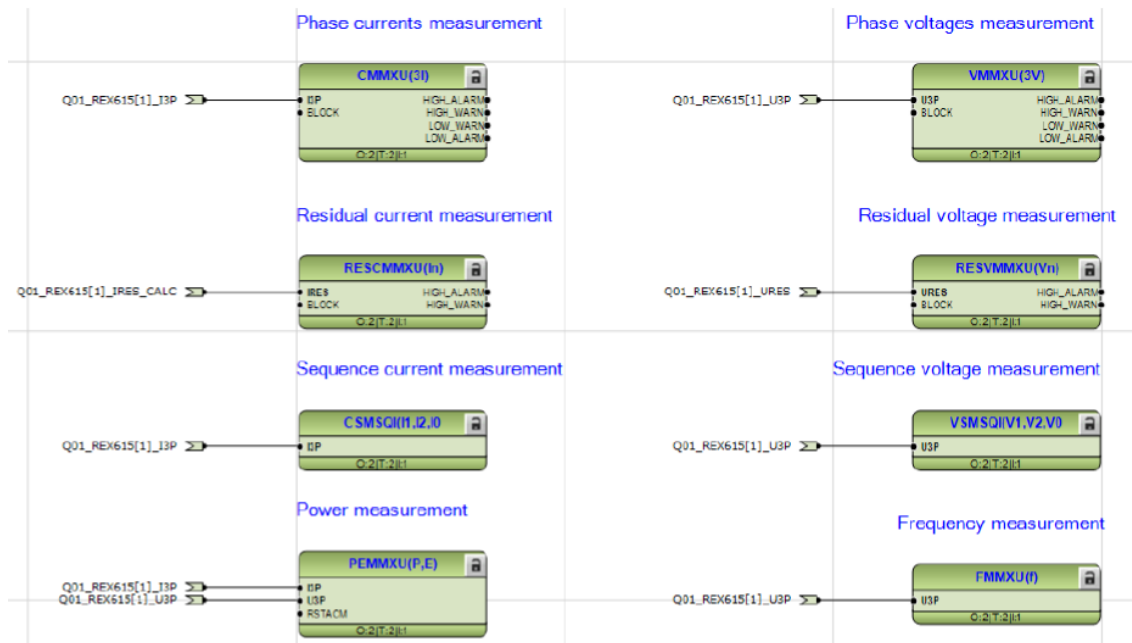 Phase currents measurement
Phase voltages measurement
CMMXU(3I)
Q01_REX615[1]_I3P
I3P
BLOCK
HIGH_ALARM
HIGH_WARN
LOW_WARN
LOW_ALARM
O:2|T:2|I:1
VMMXU(3V)
Q01_REX615[1]_U3P
U3P
BLOCK
HIGH_ALARM
HIGH_WARN
LOW_WARN
LOW_ALARM
O:2|T:2|I:1
Residual current measurement
Residual voltage measurement
RESCMMXU(In)
Q01_REX615[1]_IRES_CALC
IRES
BLOCK
HIGH_ALARM
HIGH_WARN
O:2|T:2|I:1
RESVMMXU(Vn)
Q01_REX615[1]_URES
URES
BLOCK
HIGH_ALARM
HIGH_WARN
O:2|T:2|I:1
Sequence current measurement
Sequence voltage measurement
CSMSQI(I1,I2,I0
Q01_REX615[1]_I3P
I3P
O:2|T:2|I:1
VSMSQI(V1,V2,V0
Q01_REX615[1]_U3P
U3P
O:2|T:2|I:1
Power measurement
Frequency measurement
PEMMXU(P,E)
Q01_REX615[1]_I3P
Q01_REX615[1]_U3P
I3P
U3P
RSTACM
O:2|T:2|I:1
FMMXU(f)
Q01_REX615[1]_U3P
U3P
O:2|T:2|I:1